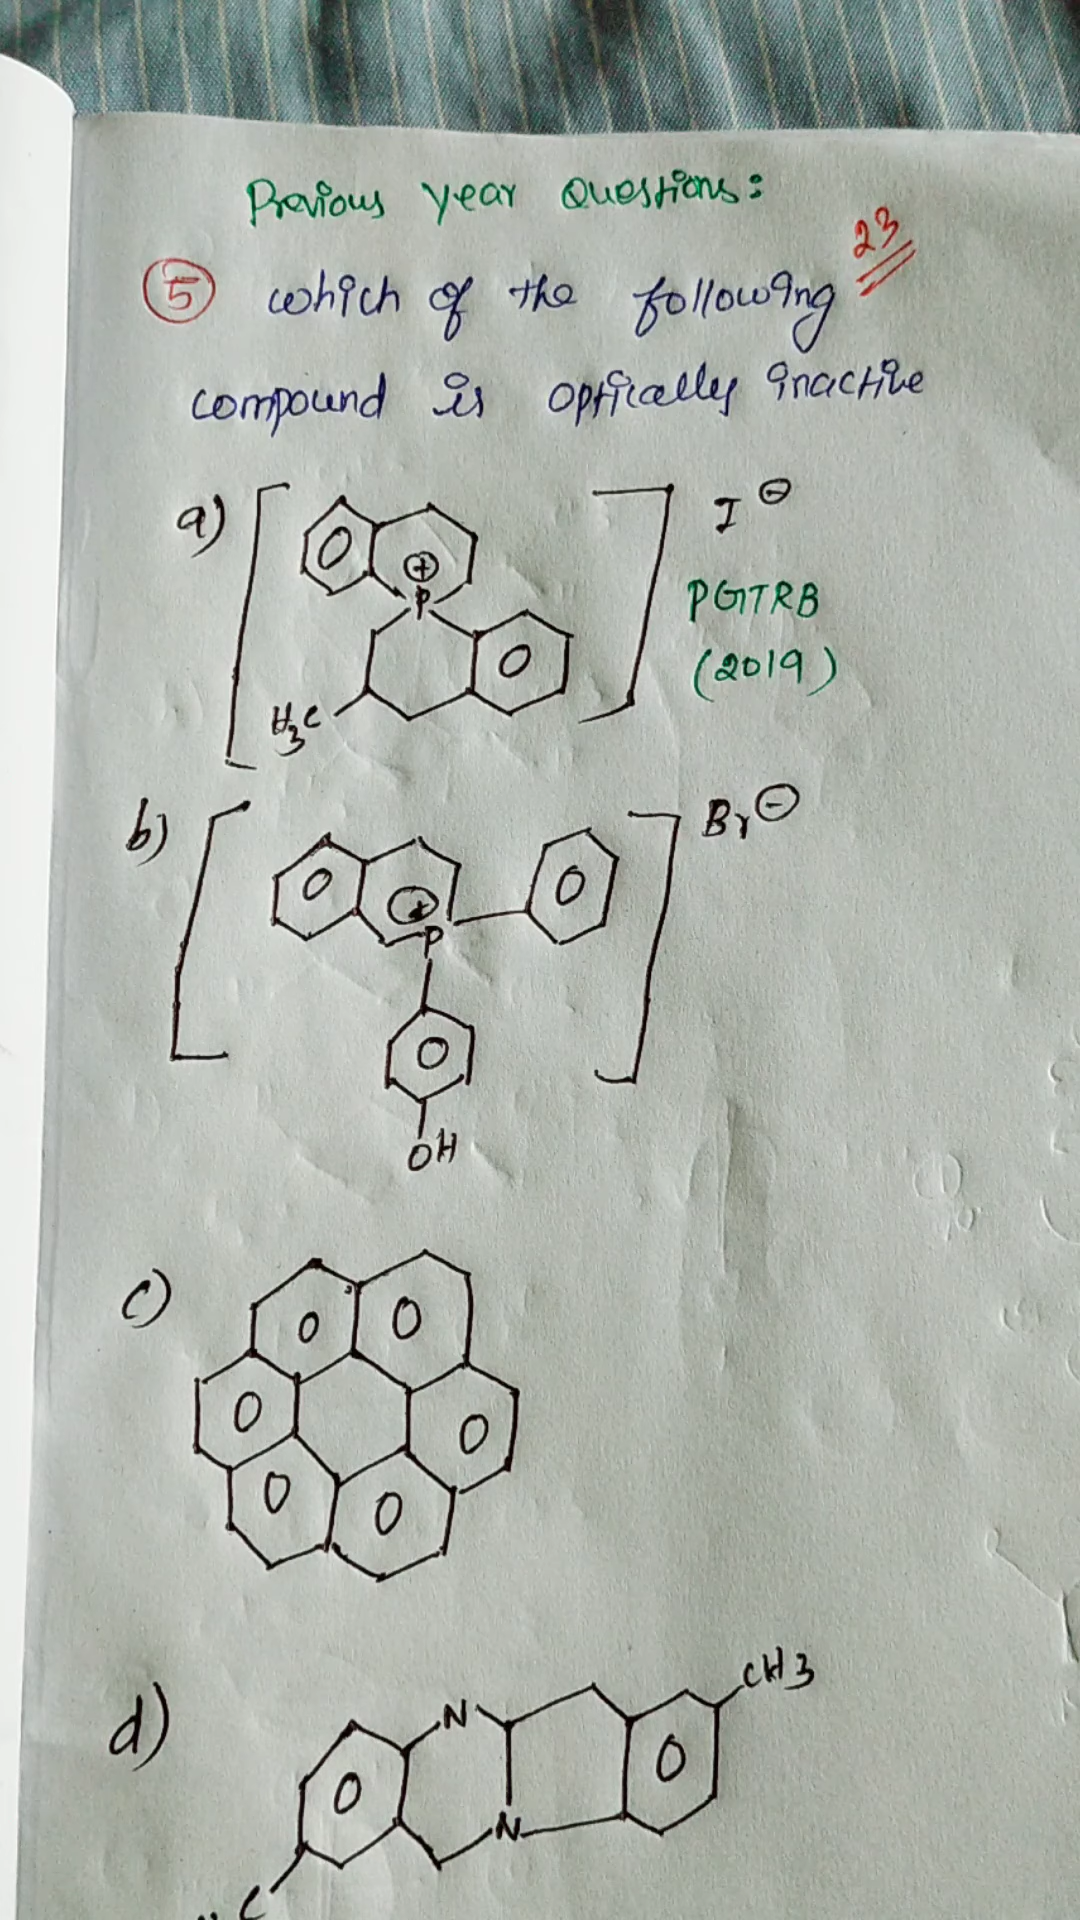 Previous year Questions:
23
5 which of the following
compound is optically inactive
a) I ⊖
⊕
P
PGTRB
(2019)
H3C
b) Br ⊖
+
P
OH
c)
d) CH3
N
N
C